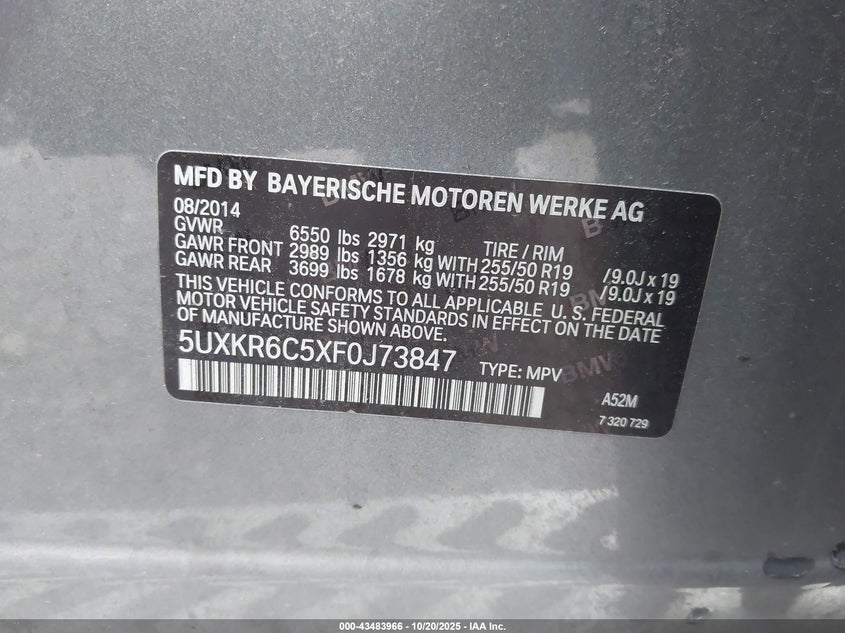 MFD BY BAYERISCHE MOTOREN WERKE AG
08/2014
GVWR 6550 lbs 2971 kg TIRE / RIM
GAWR FRONT 2989 lbs 1356 kg WITH 255/50 R19 /9.0J x 19
GAWR REAR 3699 lbs 1678 kg WITH 255/50 R19 /9.0J x 19
THIS VEHICLE CONFORMS TO ALL APPLICABLE U. S. FEDERAL
MOTOR VEHICLE SAFETY STANDARDS IN EFFECT ON THE DATE
OF MANUFACTURE SHOWN ABOVE.
5UXKR6C5XF0J73847 TYPE: MPV
A52M
7 320 729
000-43483966 - 10/20/2025 - IAA Inc.